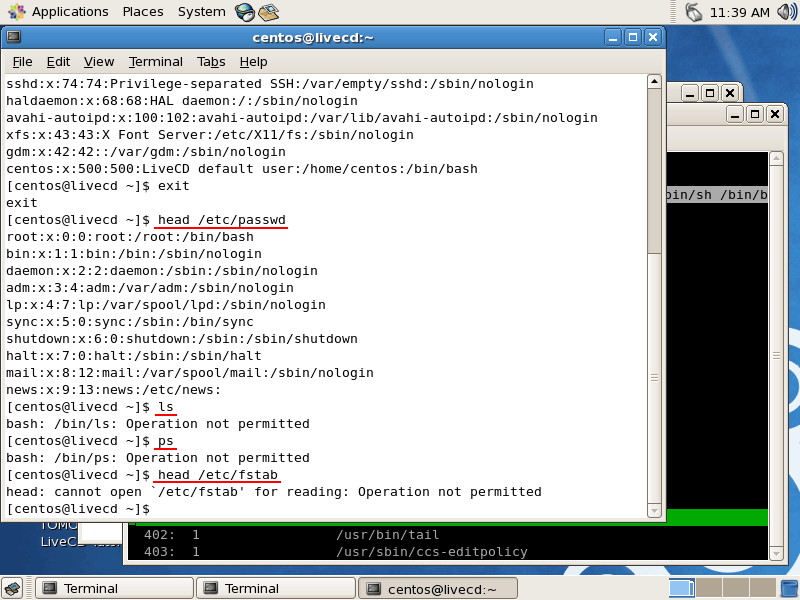 Applications Places System 11:39 AM
centos@livecd:~
File Edit View Terminal Tabs Help
sshd:x:74:74:Privilege-separated SSH:/var/empty/sshd:/sbin/nologin
haldaemon:x:68:68:HAL daemon:/:/sbin/nologin
avahi-autoipd:x:100:102:avahi-autoipd:/var/lib/avahi-autoipd:/sbin/nologin
xfs:x:43:43:X Font Server:/etc/X11/fs:/sbin/nologin
gdm:x:42:42::/var/gdm:/sbin/nologin
centos:x:500:500:LiveCD default user:/home/centos:/bin/bash
[centos@livecd ~]$ exit
exit
[centos@livecd ~]$ head /etc/passwd
root:x:0:0:root:/root:/bin/bash
bin:x:1:1:bin:/bin:/sbin/nologin
daemon:x:2:2:daemon:/sbin:/sbin/nologin
adm:x:3:4:adm:/var/adm:/sbin/nologin
lp:x:4:7:lp:/var/spool/lpd:/sbin/nologin
sync:x:5:0:sync:/sbin:/bin/sync
shutdown:x:6:0:shutdown:/sbin:/sbin/shutdown
halt:x:7:0:halt:/sbin:/sbin/halt
mail:x:8:12:mail:/var/spool/mail:/sbin/nologin
news:x:9:13:news:/etc/news:
[centos@livecd ~]$ ls
bash: /bin/ls: Operation not permitted
[centos@livecd ~]$ ps
bash: /bin/ps: Operation not permitted
[centos@livecd ~]$ head /etc/fstab
head: cannot open `/etc/fstab' for reading: Operation not permitted
[centos@livecd ~]$
bin/sh /bin/b
LiveCD
402: 1 /usr/bin/tail
403: 1 /usr/sbin/ccs-editpolicy
Terminal Terminal centos@livecd:~